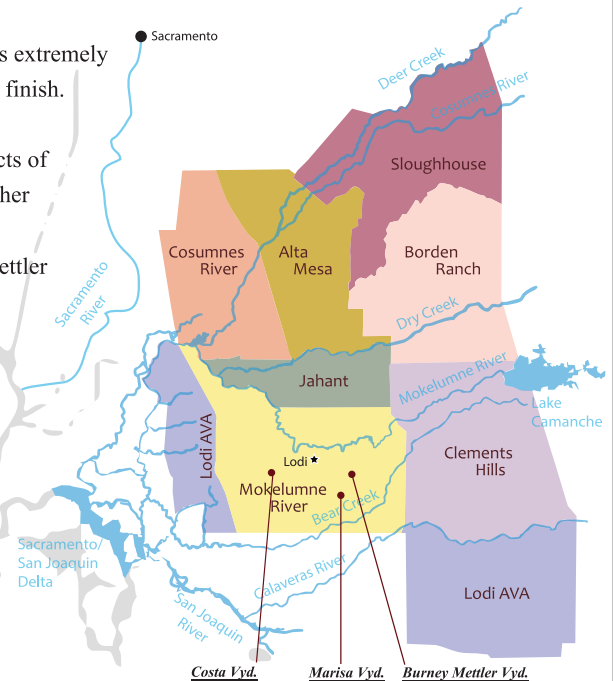 Sacramento
s extremely
finish.
cts of
her
ettler
Deer Creek
Cosumnes River
Sloughhouse
Cosumnes
River
Alta
Mesa
Borden
Ranch
Sacramento
River
Dry Creek
Jahant
Mokelumne River
Lake
Camanche
Lodi AVA
Lodi
Clements
Hills
Mokelumne
River
Bear Creek
Sacramento/
San Joaquin
Delta
Calaveras River
San Joaquin
River
Lodi AVA
Costa Vyd.
Marisa Vyd.
Burney Mettler Vyd.